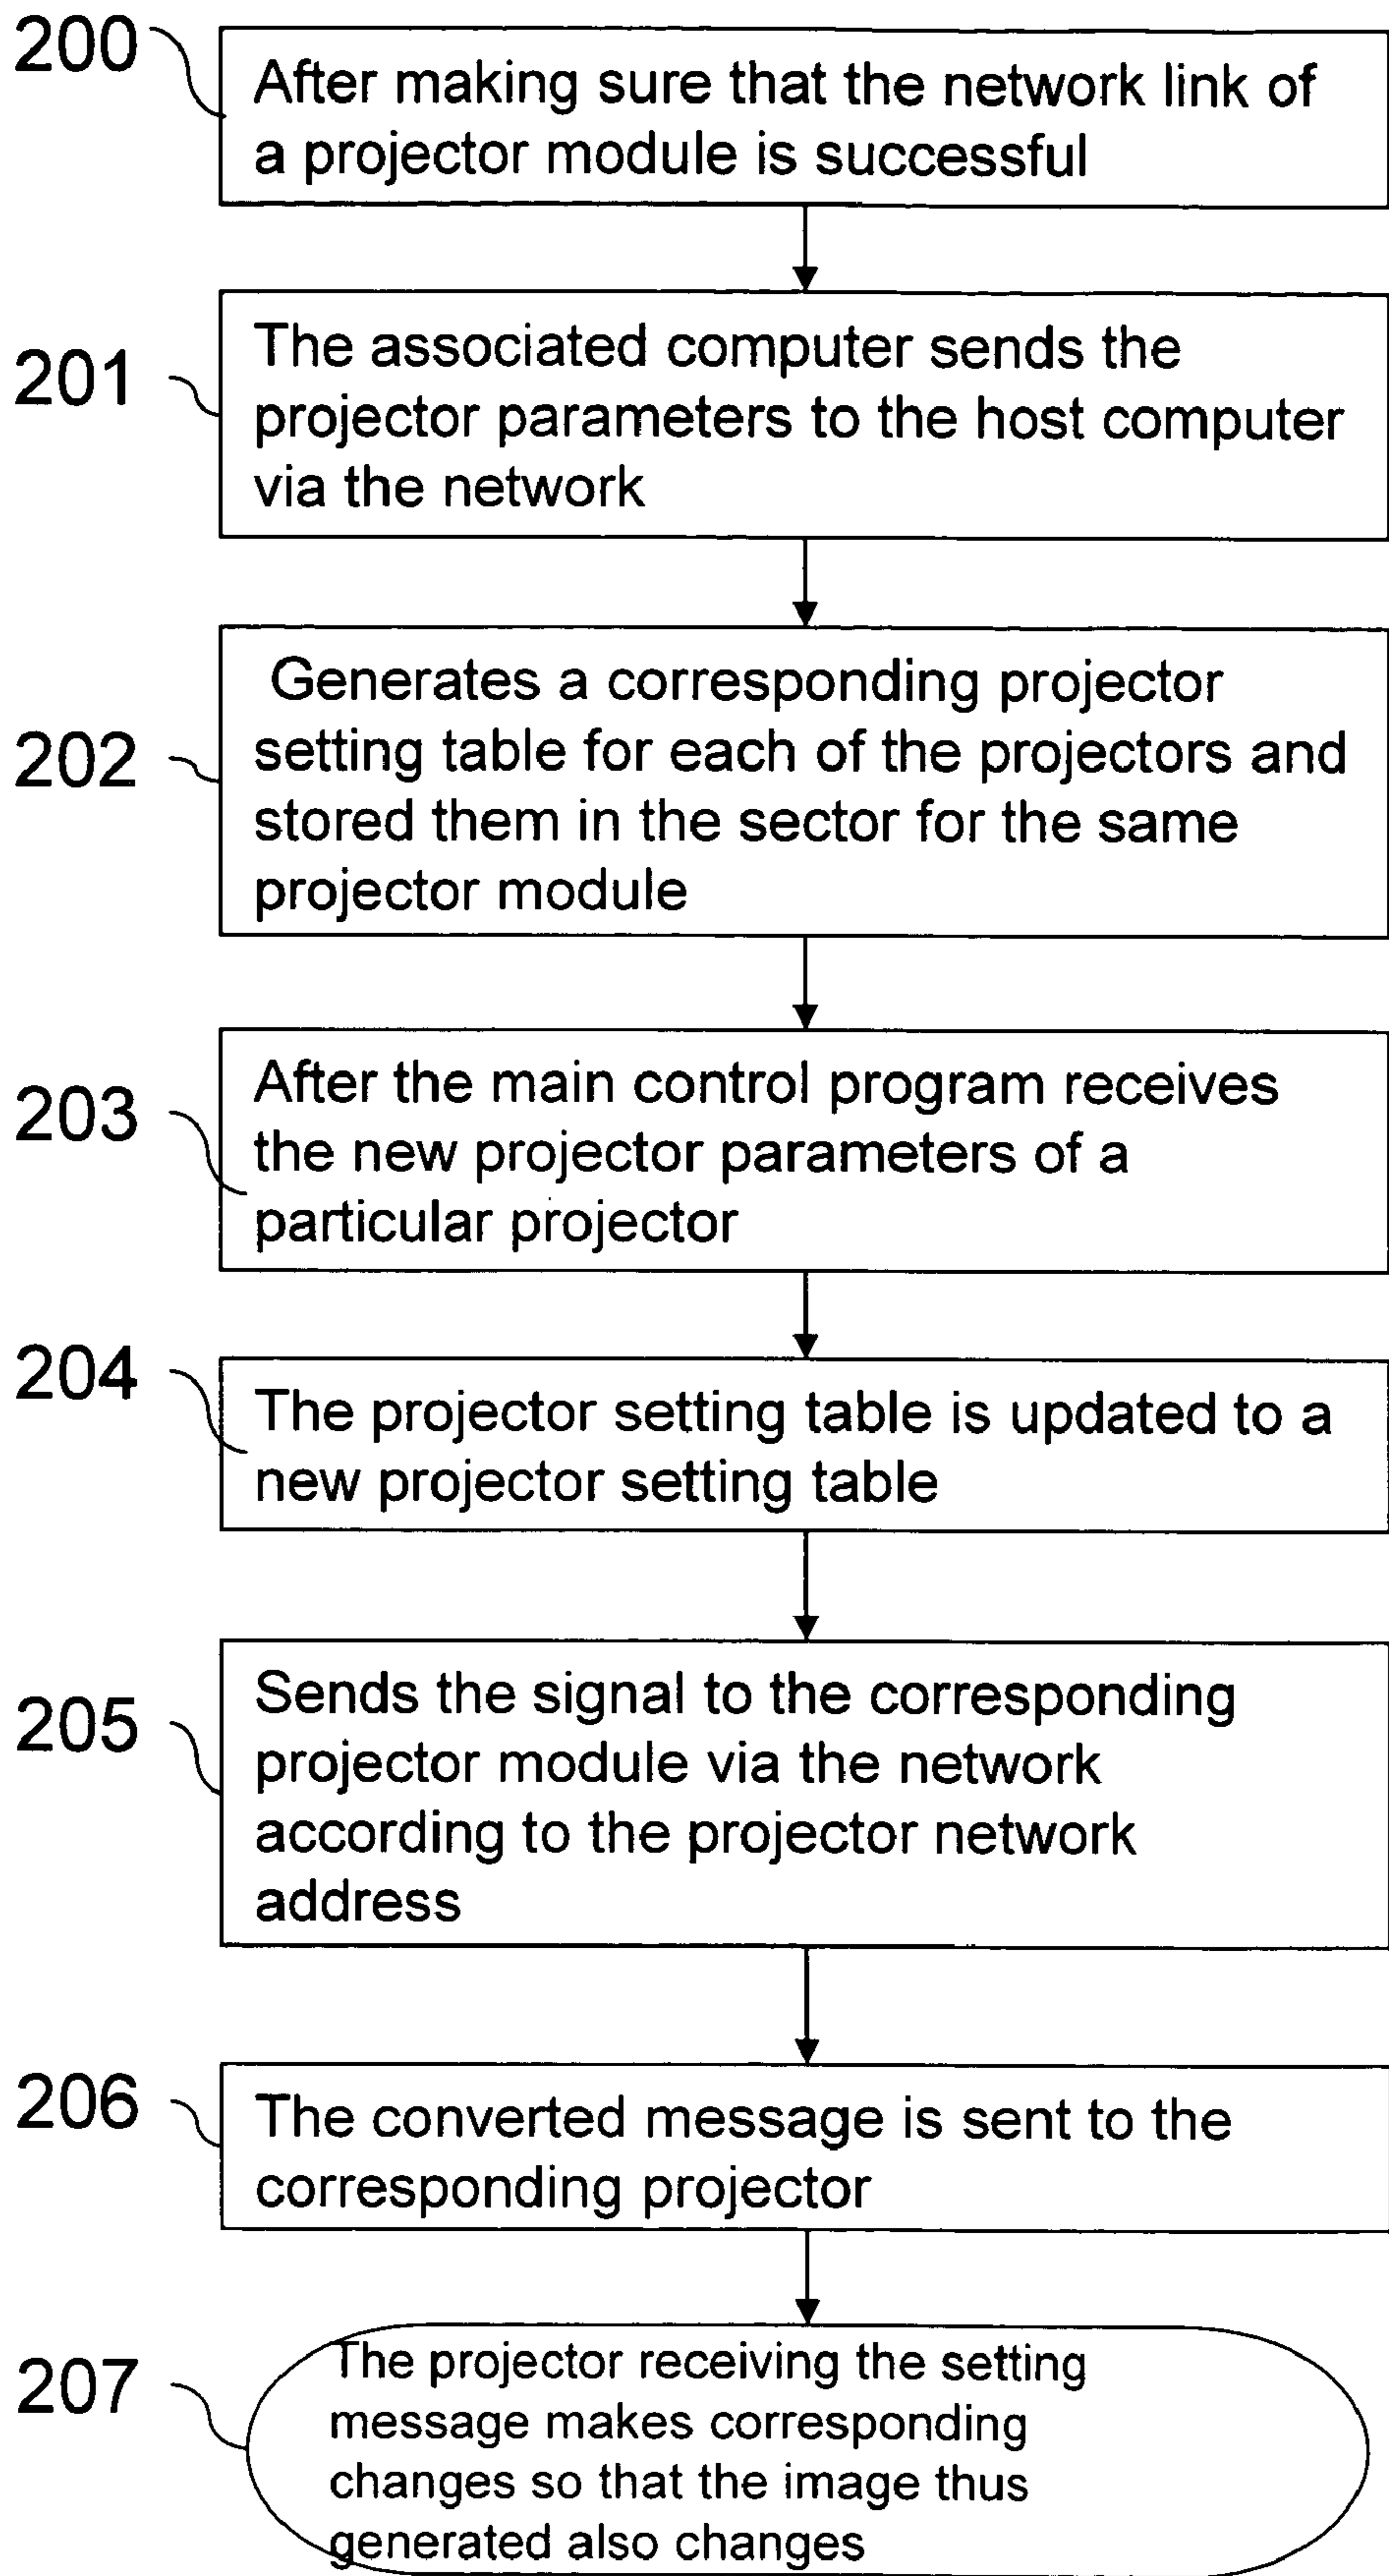 200
After making sure that the network link of
a projector module is successful
201
The associated computer sends the
projector parameters to the host computer
via the network
202
Generates a corresponding projector
setting table for each of the projectors and
stored them in the sector for the same
projector module
203
After the main control program receives
the new projector parameters of a
particular projector
204
The projector setting table is updated to a
new projector setting table
205
Sends the signal to the corresponding
projector module via the network
according to the projector network
address
206
The converted message is sent to the
corresponding projector
207
The projector receiving the setting
message makes corresponding
changes so that the image thus
generated also changes